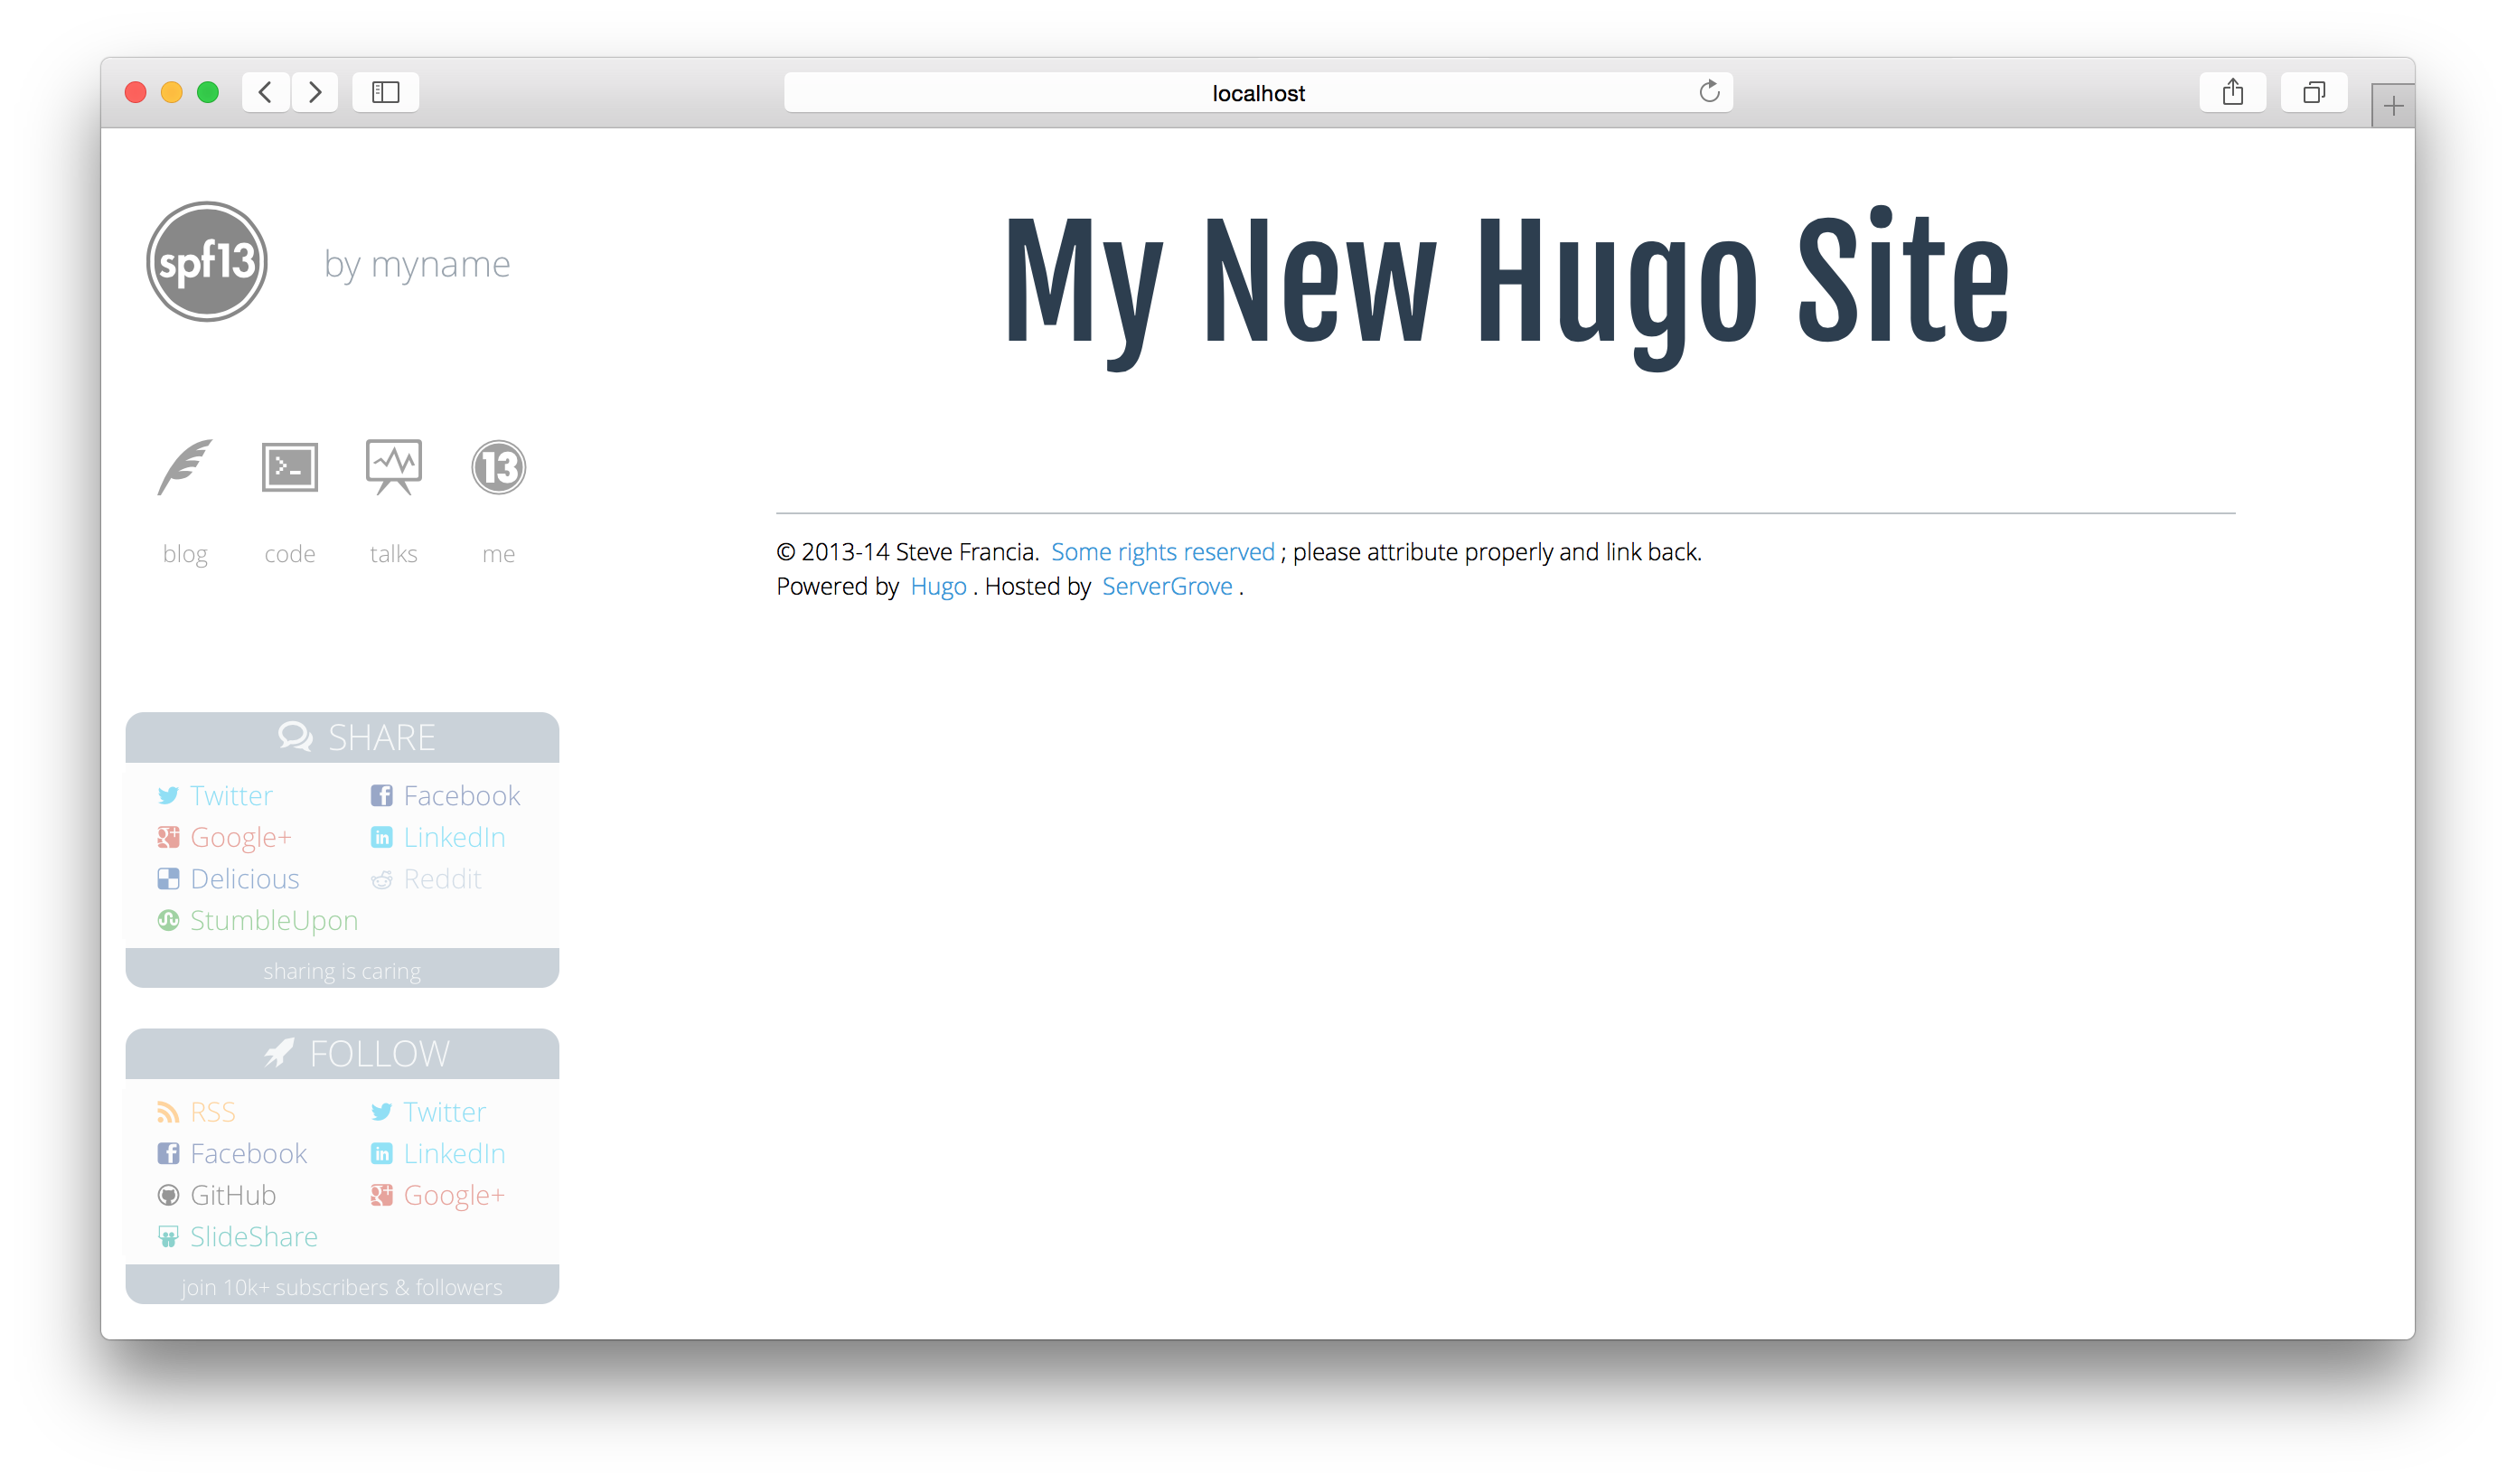 localhost
spf13
by myname
My New Hugo Site
13
blog code talks me
© 2013-14 Steve Francia. Some rights reserved ; please attribute properly and link back.
Powered by Hugo . Hosted by ServerGrove .
SHARE
Twitter Facebook
Google+ LinkedIn
Delicious Reddit
StumbleUpon
sharing is caring
FOLLOW
RSS Twitter
Facebook LinkedIn
GitHub Google+
SlideShare
join 10k+ subscribers & followers